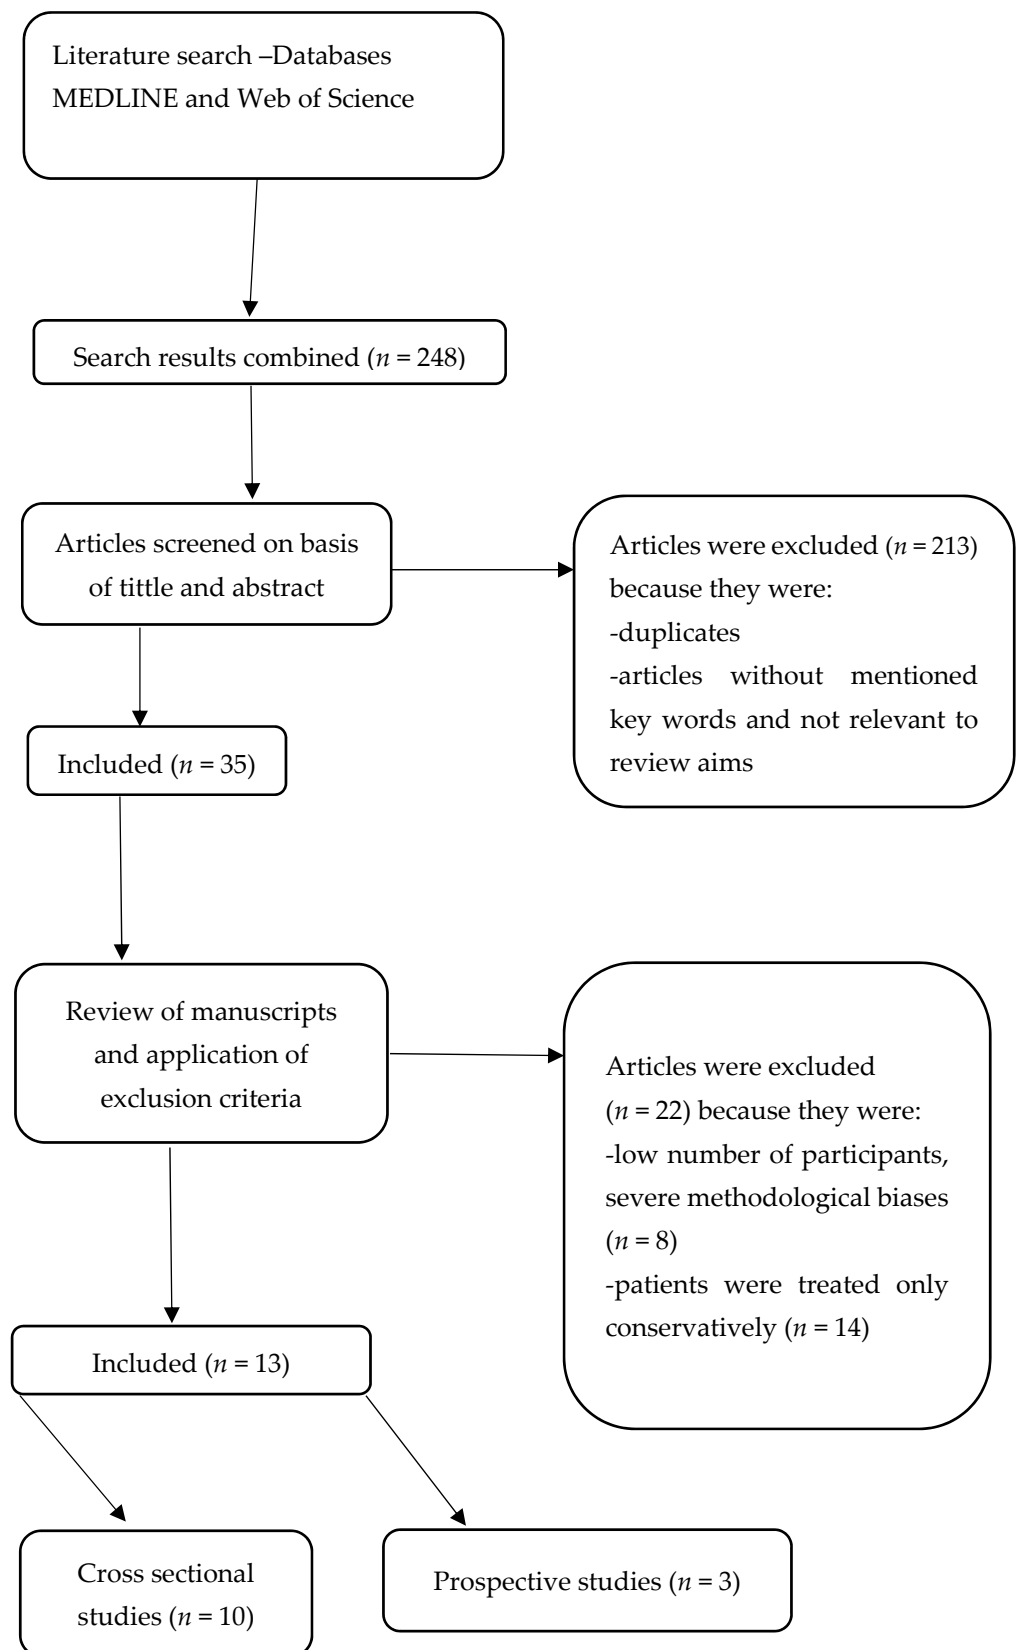 Literature search –Databases
MEDLINE and Web of Science
Search results combined (n = 248)
Articles screened on basis
of tittle and abstract
Articles were excluded (n = 213)
because they were:
-duplicates
-articles without mentioned
key words and not relevant to
review aims
Included (n = 35)
Review of manuscripts
and application of
exclusion criteria
Articles were excluded
(n = 22) because they were:
-low number of participants,
severe methodological biases
(n = 8)
-patients were treated only
conservatively (n = 14)
Included (n = 13)
Cross sectional
studies (n = 10)
Prospective studies (n = 3)